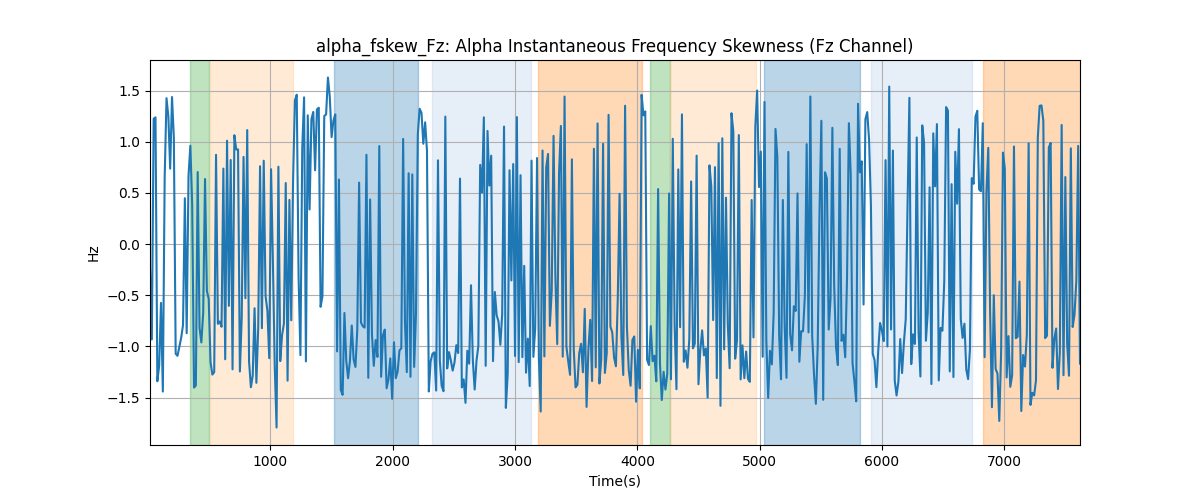 alpha_fskew_Fz: Alpha Instantaneous Frequency Skewness (Fz Channel)
1.5
1.0
0.5
0.0
−0.5
−1.0
−1.5
Hz
1000 2000 3000 4000 5000 6000 7000
Time(s)